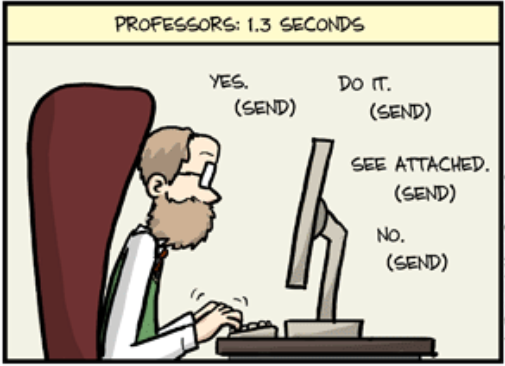 PROFESSORS: 1.3 SECONDS
YES.
(SEND)
DO IT.
(SEND)
SEE ATTACHED.
(SEND)
NO.
(SEND)